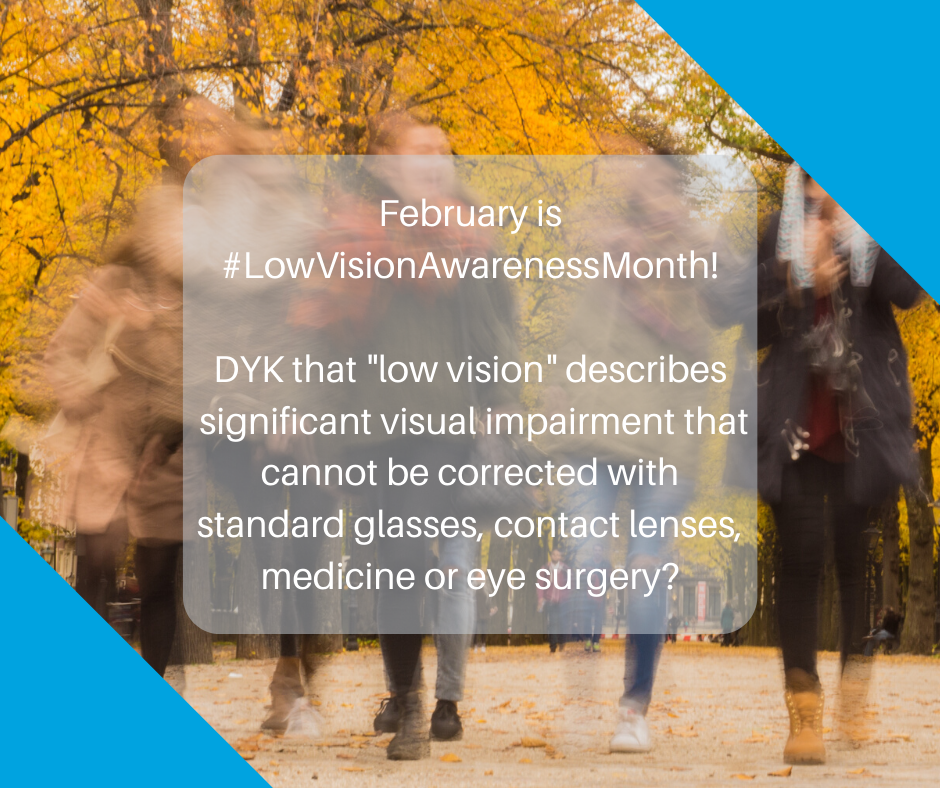 February is
#LowVisionAwarenessMonth!
DYK that "low vision" describes
significant visual impairment that
cannot be corrected with
standard glasses, contact lenses,
medicine or eye surgery?